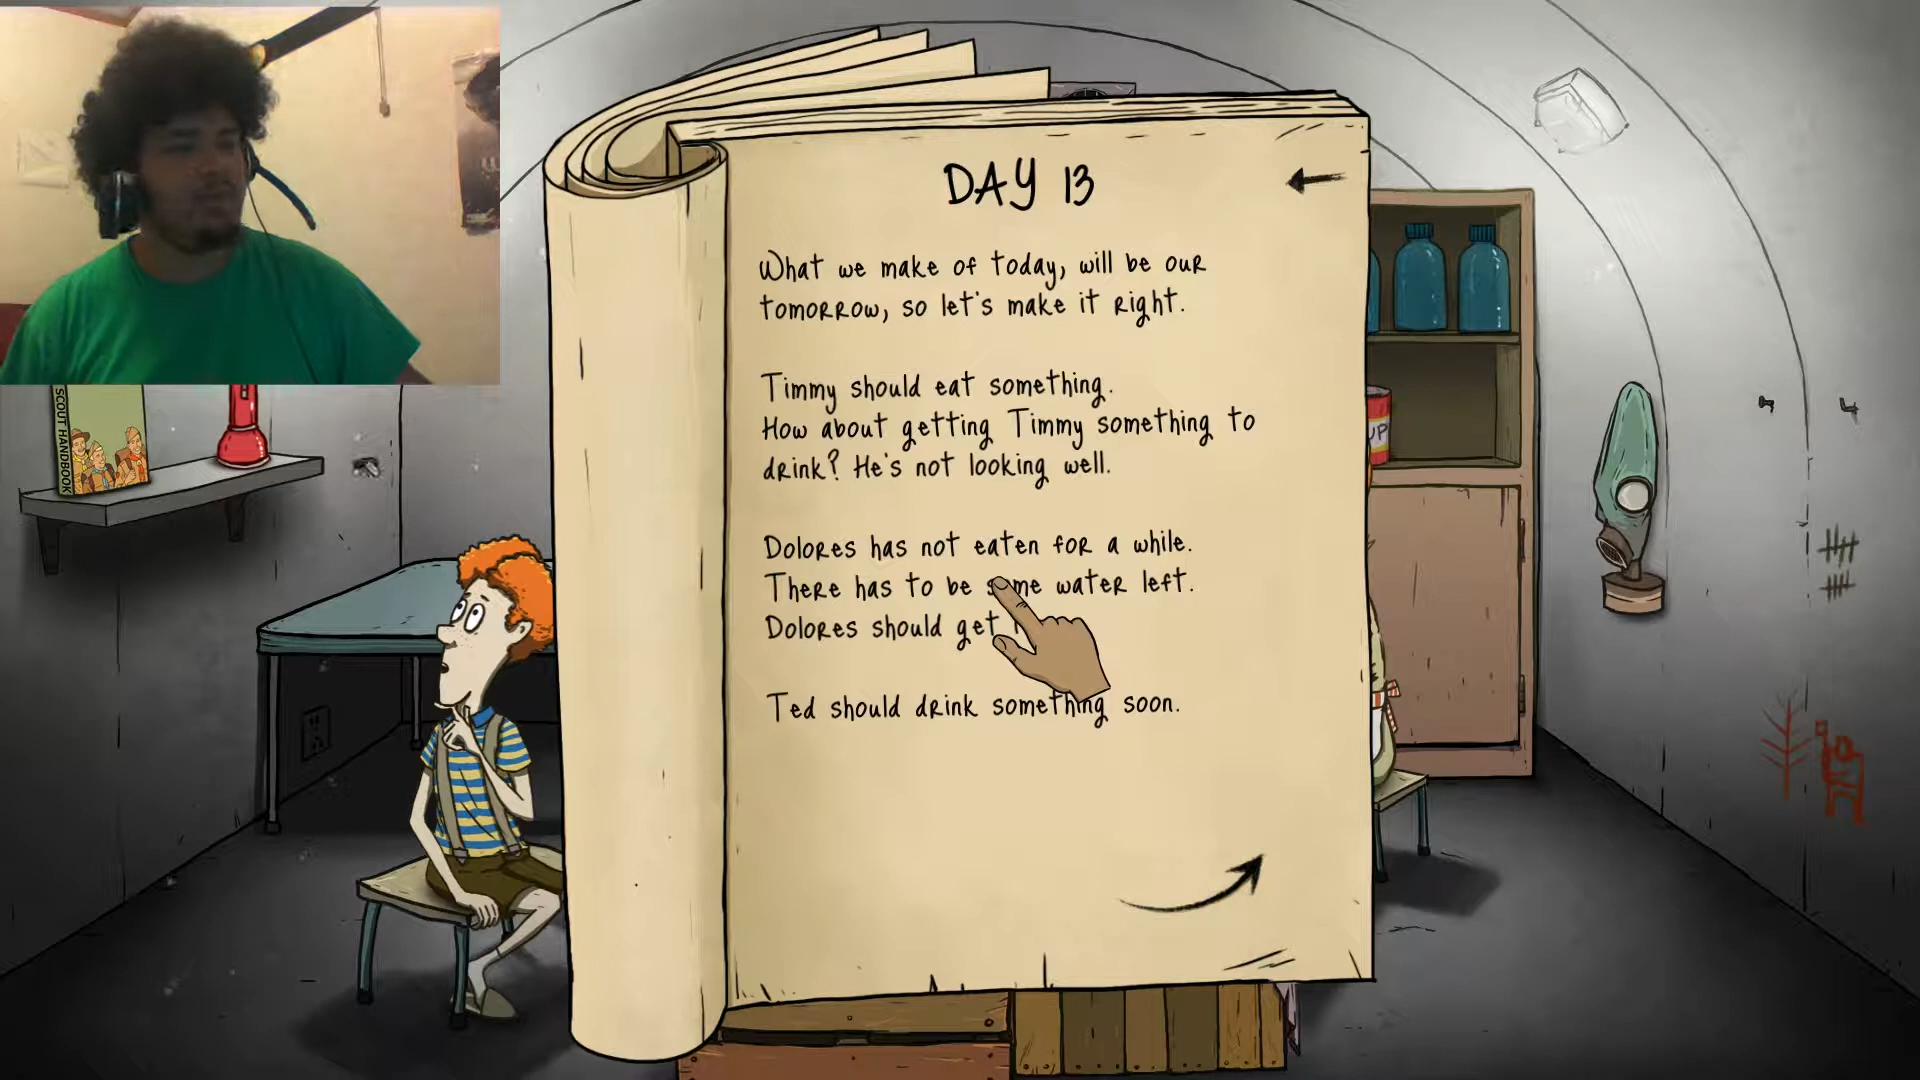 DAY 13
What we make of today, will be our
tomorrow, so let's make it right.
Timmy should eat something.
How about getting Timmy something to
drink? He's not looking well.
Dolores has not eaten for a while.
There has to be some water left.
Dolores should get
Ted should drink something soon.
SCOUT HANDBOOK
UP